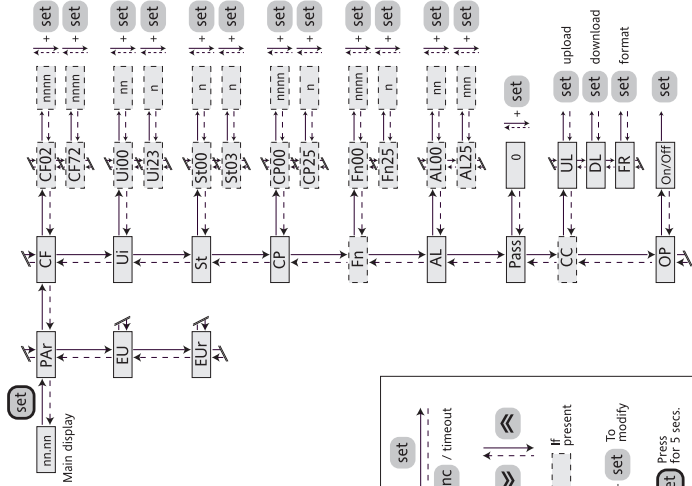 set
nn.nn
Main display
PAr
EU
EUr
CF
CF02
nnnn
+ set
CF72
nnnn
+ set
Ui
Ui00
nn
+ set
Ui23
n
+ set
St
St00
n
+ set
St03
n
+ set
CP
CP00
nnnn
+ set
CP25
n
+ set
Fn
Fn00
nnnn
+ set
Fn25
n
+ set
AL
AL00
nn
+ set
AL25
nnn
+ set
Pass
0
+ set
CC
UL
set
upload
DL
set
download
FR
set
format
OP
On/Off
set
set
/ timeout
If
present
set
To
modify
Press
for 5 secs.